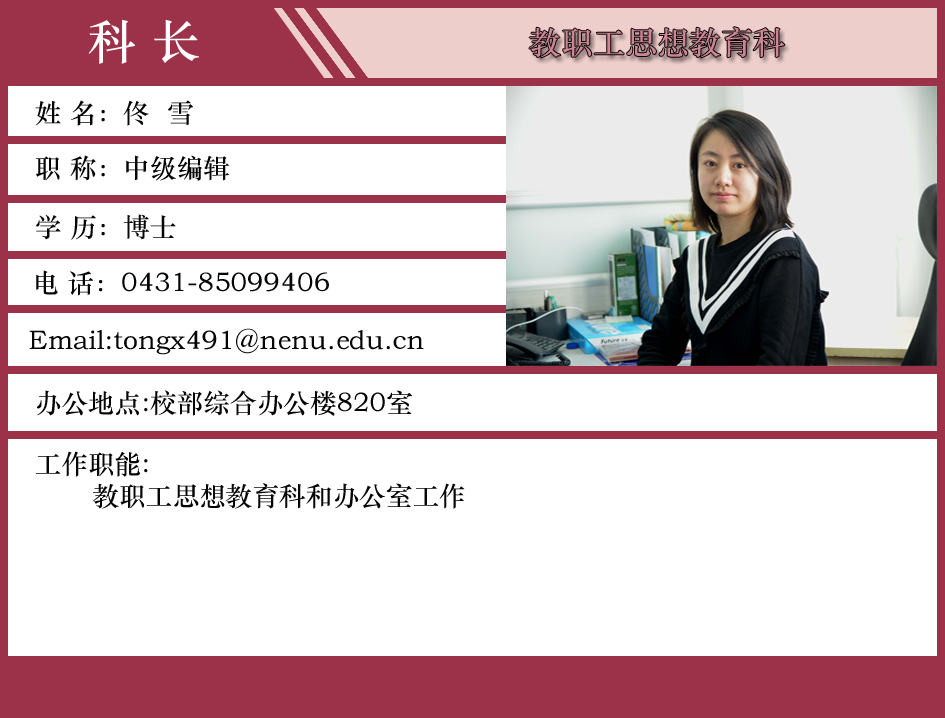 科 长
教职工思想教育科
姓 名：佟 雪
职 称：中级编辑
学 历：博士
电 话：0431-85099406
Email:tongx491@nenu.edu.cn
办公地点:校部综合办公楼820室
工作职能:
教职工思想教育科和办公室工作
Future